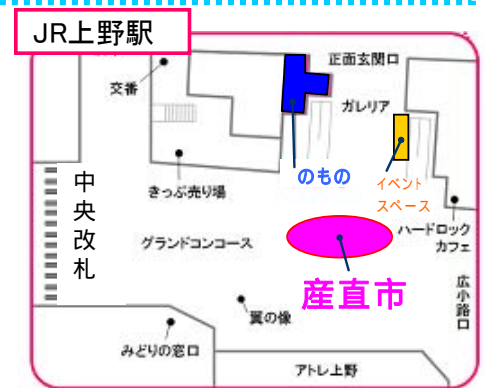 JR上野駅
正面玄関口
交番
ガレリア
のもの
イベント
スペース
きっぷ売り場
中央改札
グランドコンコース
ハードロック
カフェ
産直市
広小路口
翼の像
みどりの窓口
アトレ上野